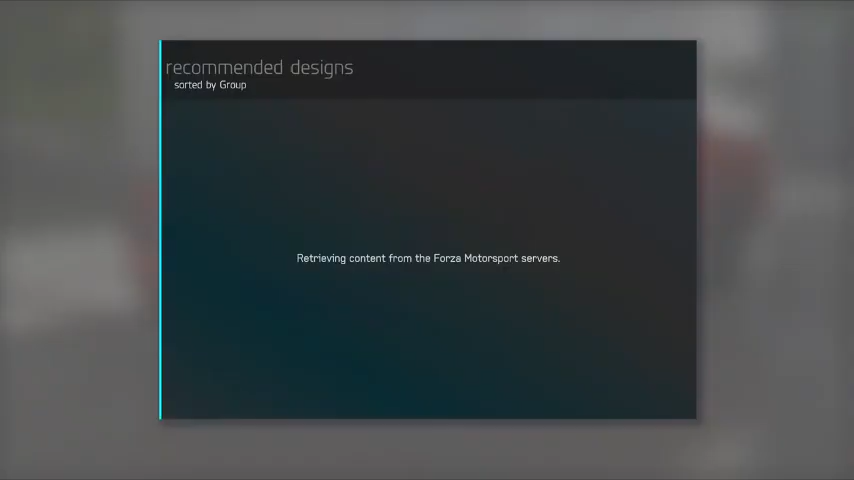 recommended designs
sorted by Group
Retrieving content from the Forza Motorsport servers.